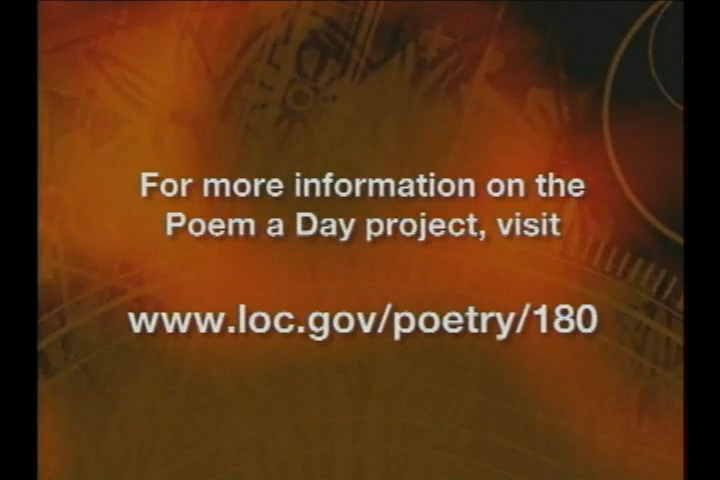 For more information on the
Poem a Day project, visit
www.loc.gov/poetry/180